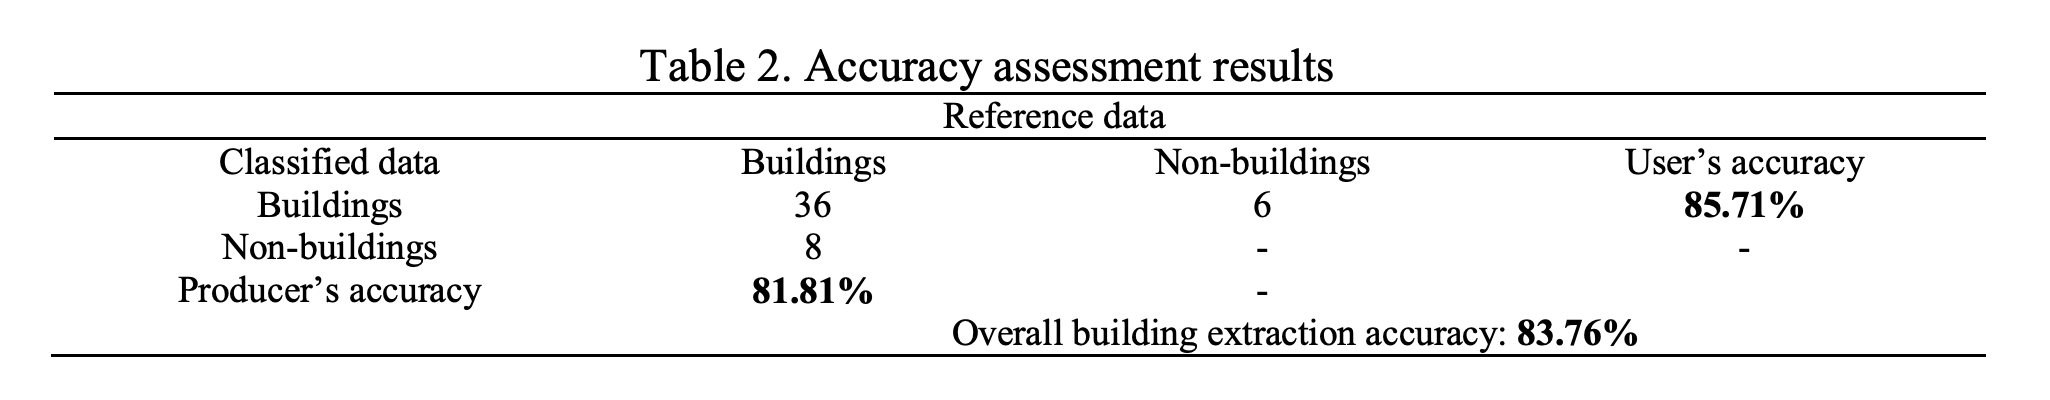 Table 2. Accuracy assessment results
Reference data
Classified data Buildings Non-buildings User’s accuracy
Buildings 36 6 85.71%
Non-buildings 8 - -
Producer’s accuracy 81.81% -
Overall building extraction accuracy: 83.76%